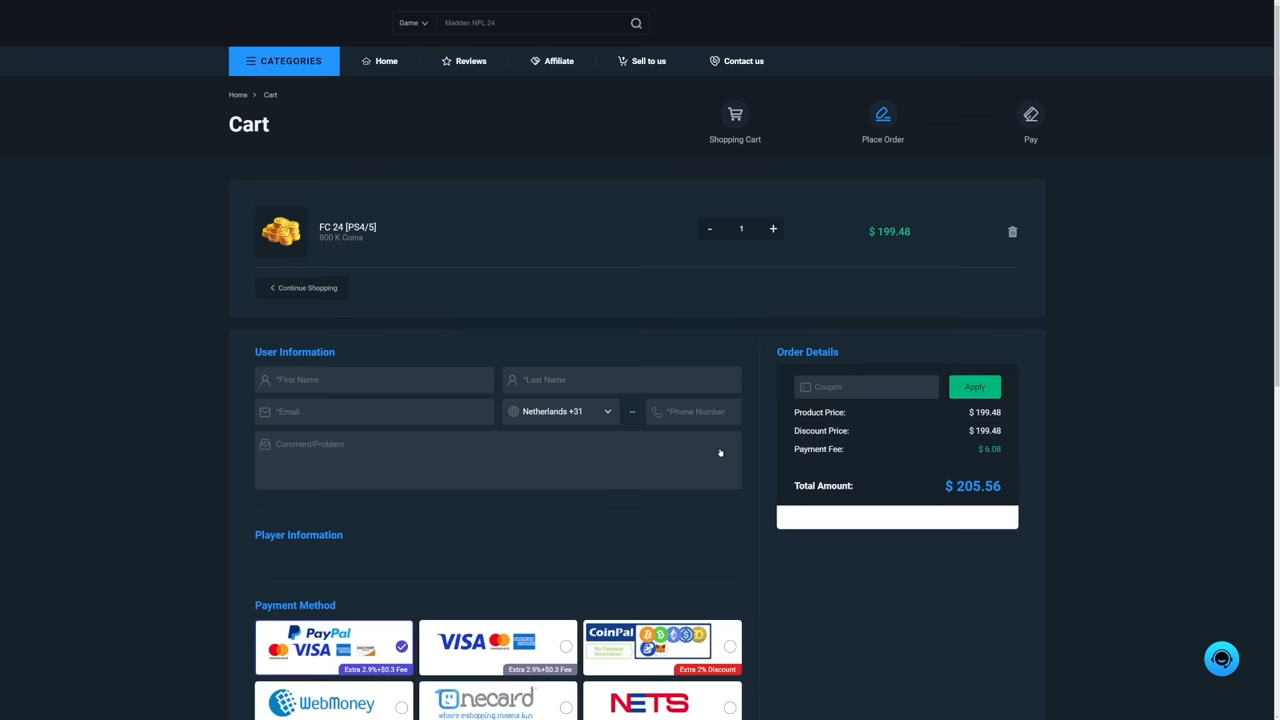 Game
Madden NFL 24
CATEGORIES
Home
Reviews
Affiliate
Sell to us
Contact us
Home > Cart
Cart
Shopping Cart
Place Order
Pay
FC 24 [PS4/5]
800 K Coins
- 1 +
$ 199.48
< Continue Shopping
User Information
*First Name
*Last Name
*Email
Netherlands +31
*Phone Number
Comment/Problem
Order Details
Coupon
Apply
Product Price: $ 199.48
Discount Price: $ 199.48
Payment Fee: $ 6.08
Total Amount: $ 205.56
Player Information
Payment Method
PayPal
VISA
Extra 2.9%+$0.3 Fee
VISA
Extra 2.9%+$0.3 Fee
CoinPal
No Payment
Verification
Extra 2% Discount
WebMoney
onecard
where eshopping means fun
NETS